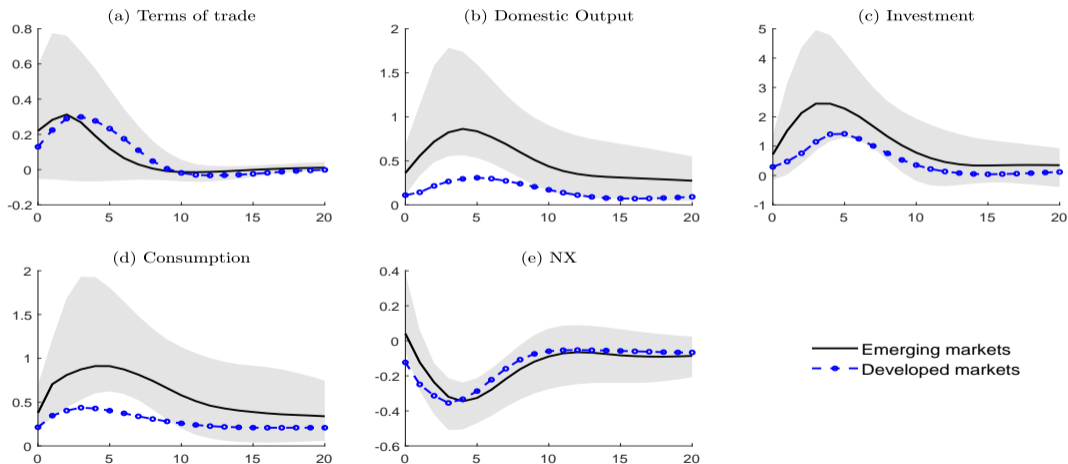 (a) Terms of trade
0.8
0.6
0.4
0.2
0
-0.2
0 5 10 15 20
(b) Domestic Output
2
1.5
1
0.5
0
0 5 10 15 20
(c) Investment
5
4
3
2
1
0
-1
0 5 10 15 20
(d) Consumption
2
1.5
1
0.5
0
0 5 10 15 20
(e) NX
0.4
0.2
0
-0.2
-0.4
-0.6
0 5 10 15 20
Emerging markets
Developed markets